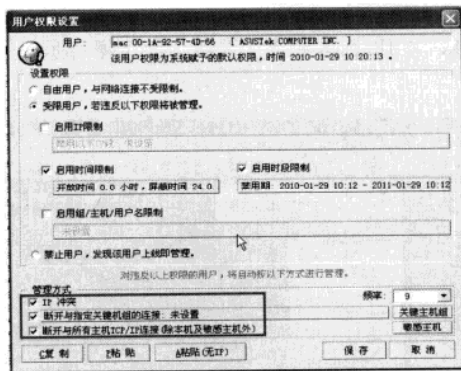 用户权限设置
用户: mac 00-1A-92-57-4D-66 [ ASUSTek COMPUTER INC. ]
该用户权限为系统赋予的默认权限,时间 2010-01-29 10:20:13 。
设置权限
自由用户,与网络连接不受限制。
受限用户,若违反以下权限将被管理。
启用IP限制
未设置
启用时间限制 启用时段限制
开放时间 0.0 小时,屏蔽时间 24.0 禁用期: 2010-01-29 10:12 - 2011-01-29 10:12
启用组/主机/用户名限制
未设置
禁止用户,发现该用户上线即管理。
对违反以上权限的用户,将自动按以下方式进行管理。
管理方式
IP 冲突 频率: 9
断开与指定关键机组的连接: 未设置 关键主机组
断开与所有主机TCP/IP连接(除本机及敏感主机外) 敏感主机
C复 制 P粘 贴 A粘贴(无IP) 保 存 取 消